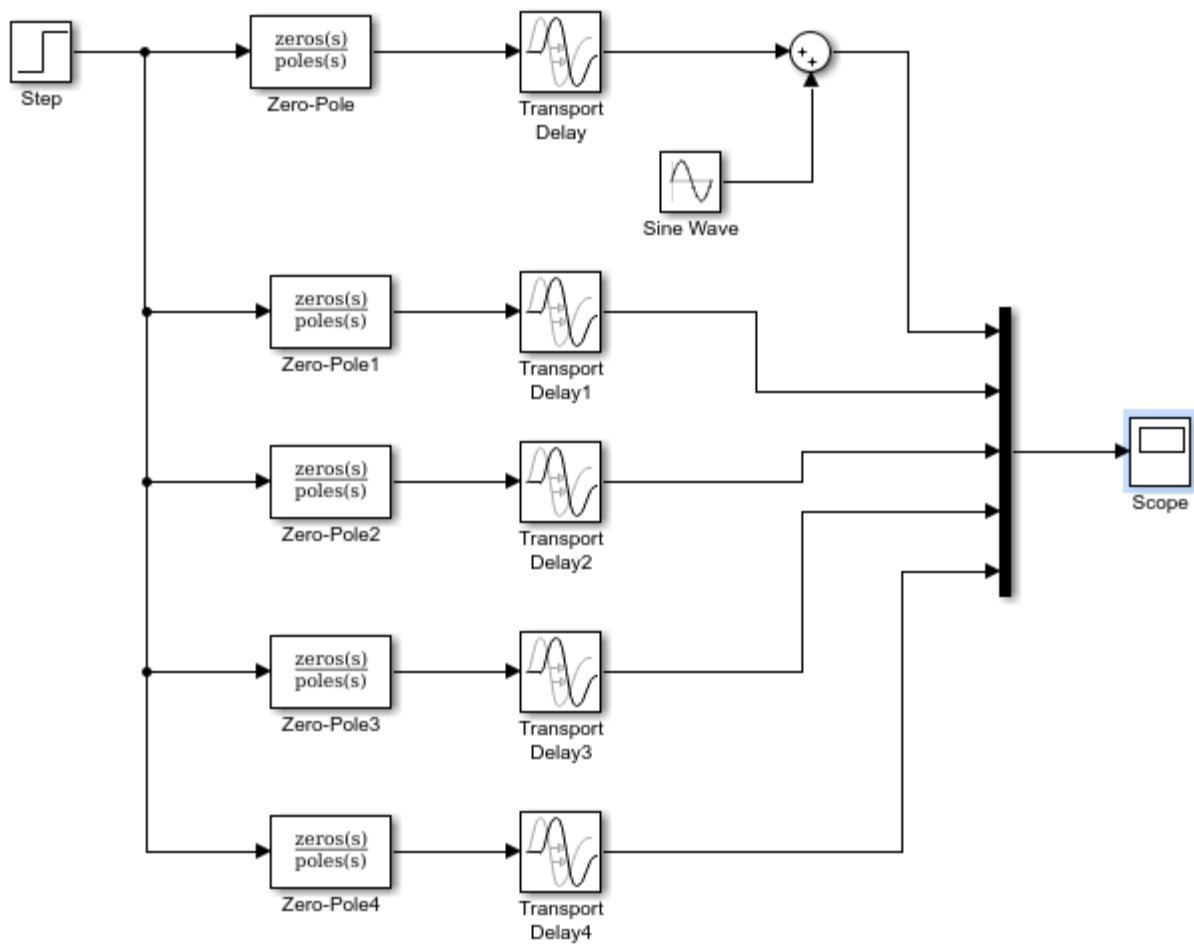 zeros(s)
poles(s)
Step
Zero-Pole
Transport
Delay
+
+
Sine Wave
zeros(s)
poles(s)
Zero-Pole1
Transport
Delay1
zeros(s)
poles(s)
Zero-Pole2
Transport
Delay2
Scope
zeros(s)
poles(s)
Zero-Pole3
Transport
Delay3
zeros(s)
poles(s)
Zero-Pole4
Transport
Delay4